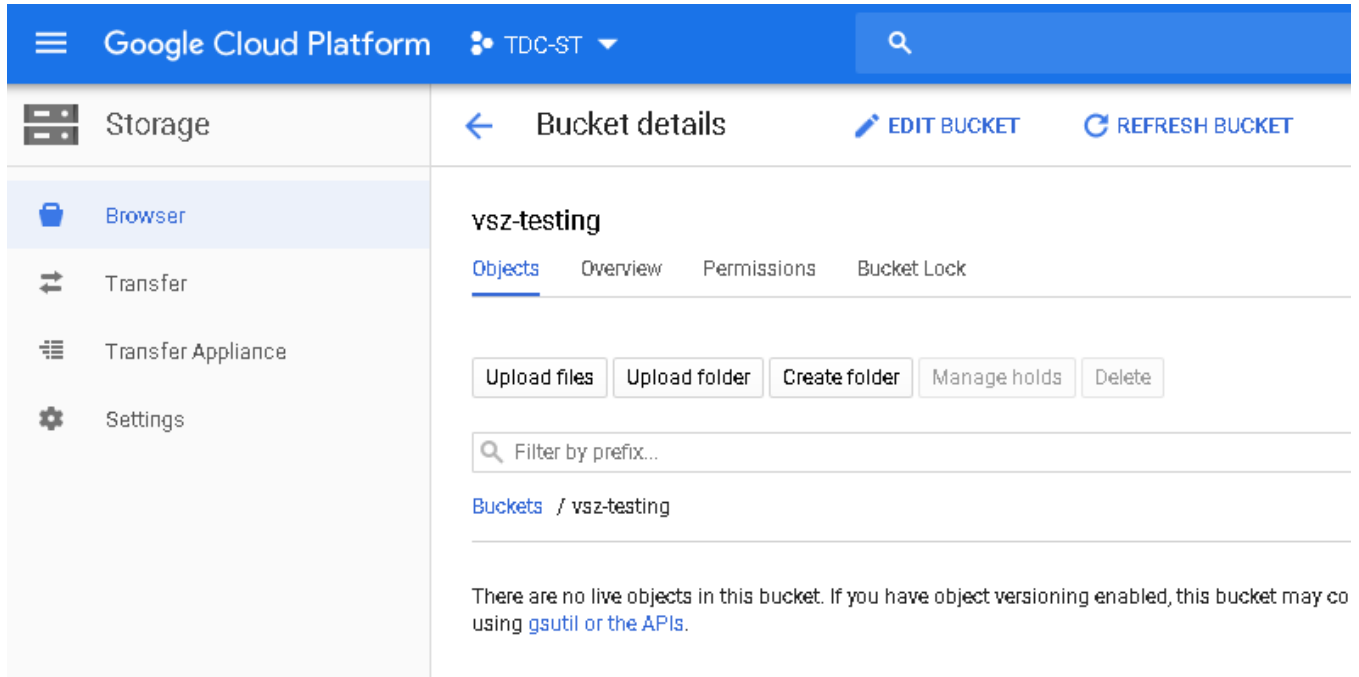 Google Cloud Platform TDC-ST
Storage
Bucket details EDIT BUCKET REFRESH BUCKET
Browser
Transfer
Transfer Appliance
Settings
vsz-testing
Objects Overview Permissions Bucket Lock
Upload files Upload folder Create folder Manage holds Delete
Filter by prefix...
Buckets / vsz-testing
There are no live objects in this bucket. If you have object versioning enabled, this bucket may co
using gsutil or the APIs.